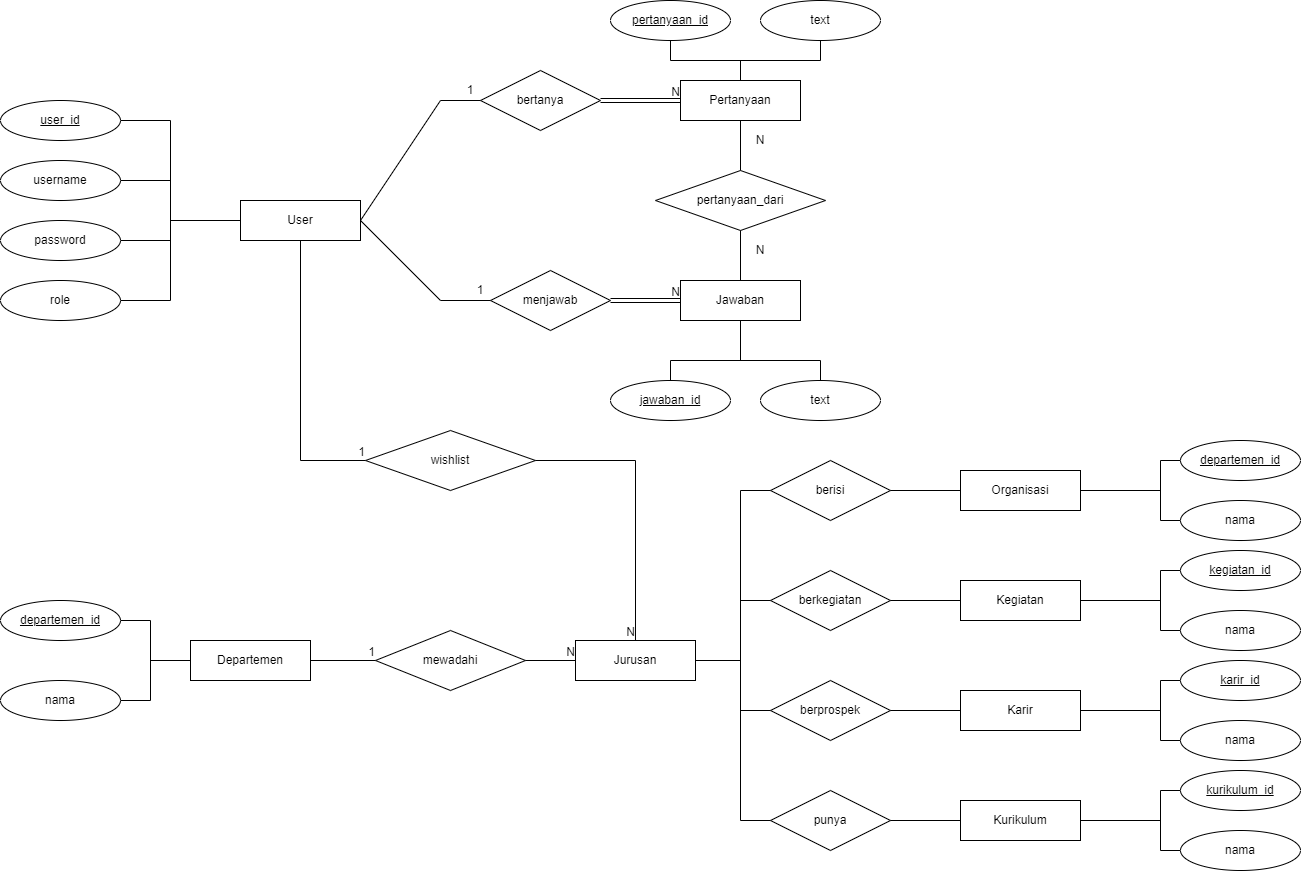 pertanyaan_id
text
1
bertanya
N
Pertanyaan
user_id
N
username
pertanyaan_dari
User
password
N
role
1
menjawab
N
Jawaban
jawaban_id
text
1
wishlist
departemen_id
berisi
Organisasi
nama
kegiatan_id
berkegiatan
Kegiatan
departemen_id
N
nama
Departemen
1
mewadahi
N
Jurusan
karir_id
nama
berprospek
Karir
nama
kurikulum_id
punya
Kurikulum
nama